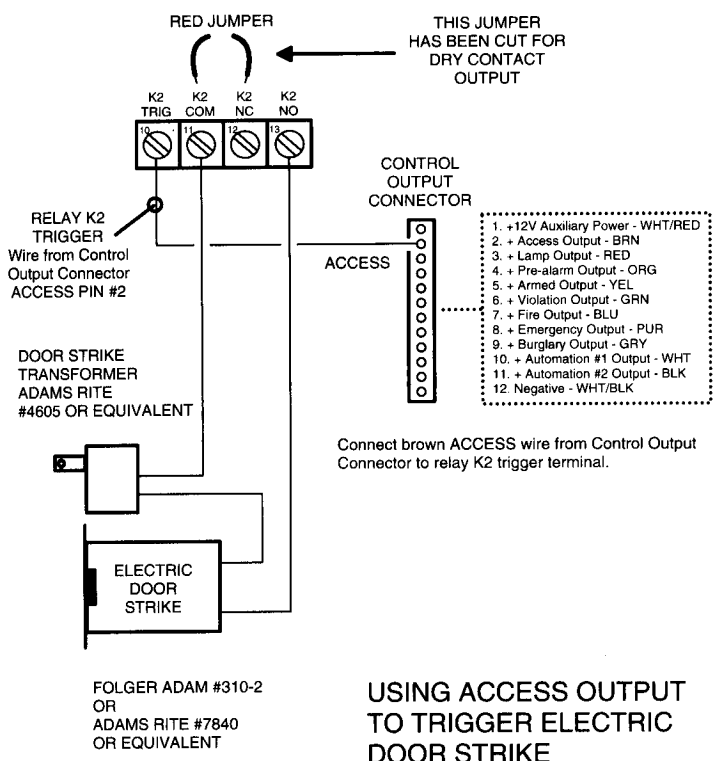 RED JUMPER
THIS JUMPER
HAS BEEN CUT FOR
DRY CONTACT
OUTPUT
K2
TRIG
K2
COM
K2
NC
K2
NO
10
11
12
13
RELAY K2
TRIGGER
Wire from Control
Output Connector
ACCESS PIN #2
CONTROL
OUTPUT
CONNECTOR
ACCESS
1. +12V Auxiliary Power - WHT/RED
2. + Access Output - BRN
3. + Lamp Output - RED
4. + Pre-alarm Output - ORG
5. + Armed Output - YEL
6. + Violation Output - GRN
7. + Fire Output - BLU
8. + Emergency Output - PUR
9. + Burglary Output - GRY
10. + Automation #1 Output - WHT
11. + Automation #2 Output - BLK
12. Negative - WHT/BLK
DOOR STRIKE
TRANSFORMER
ADAMS RITE
#4605 OR EQUIVALENT
Connect brown ACCESS wire from Control Output
Connector to relay K2 trigger terminal.
ELECTRIC
DOOR
STRIKE
FOLGER ADAM #310-2
OR
ADAMS RITE #7840
OR EQUIVALENT
USING ACCESS OUTPUT
TO TRIGGER ELECTRIC
DOOR STRIKE